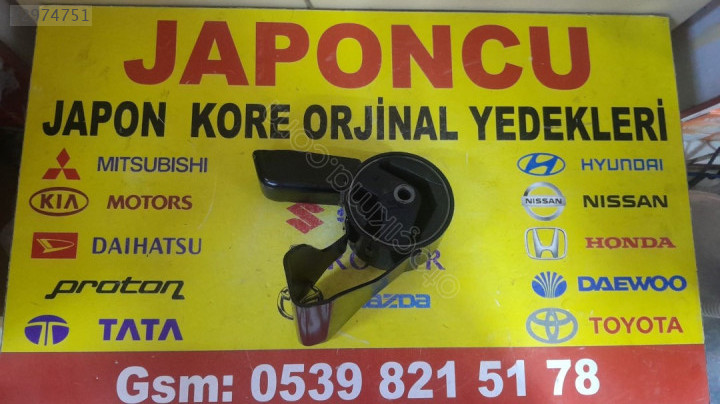 974751
JAPONCU
JAPON KORE ORJİNAL YEDEKLERİ
MITSUBISHI
HYUNDAI
KIA MOTORS
NISSAN NISSAN
DAIHATSU
HONDA
proton
DAEWOO
TATA
TOYOTA
Gsm: 0539 821 51 78